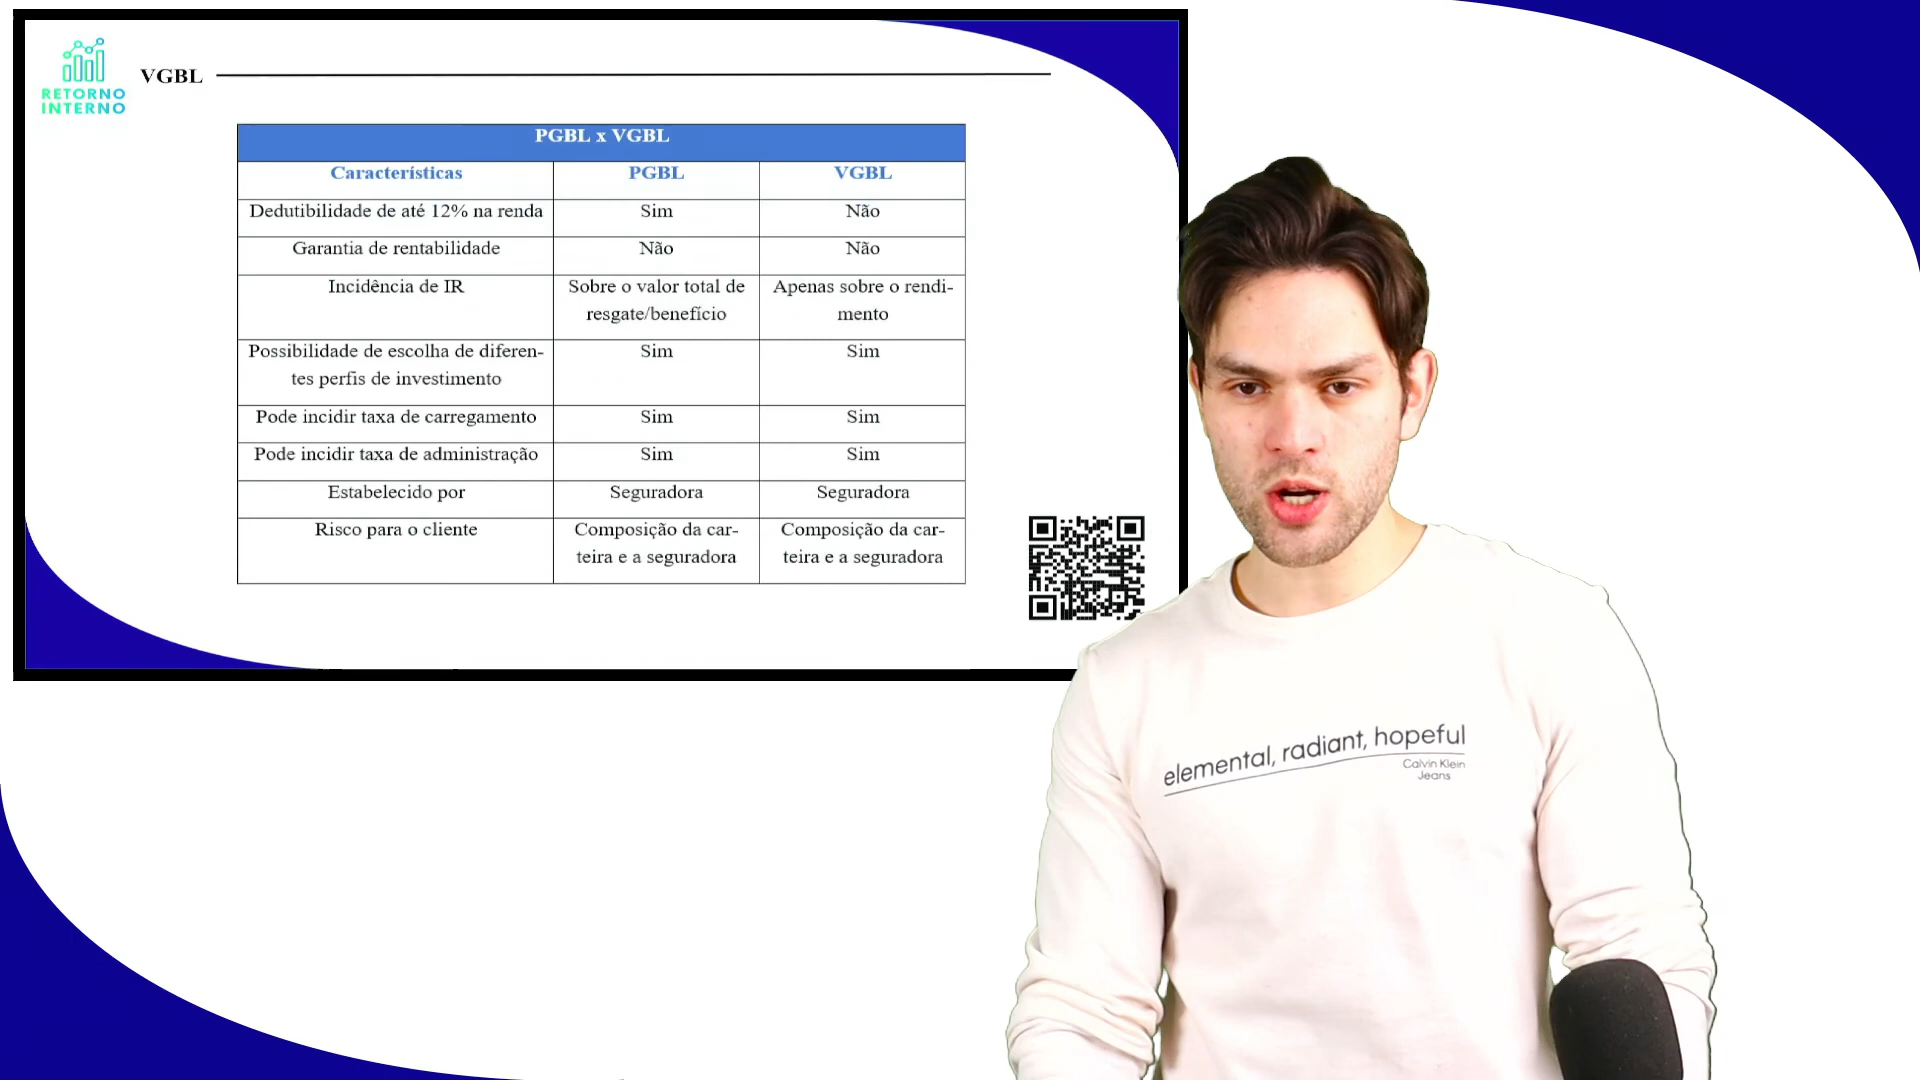 RETORNO
INTERNO
VGBL
PGBL x VGBL
Características PGBL VGBL
Dedutibilidade de até 12% na renda Sim Não
Garantia de rentabilidade Não Não
Incidência de IR Sobre o valor total de Apenas sobre o rendi-
resgate/benefício mento
Possibilidade de escolha de diferen- Sim Sim
tes perfis de investimento
Pode incidir taxa de carregamento Sim Sim
Pode incidir taxa de administração Sim Sim
Estabelecido por Seguradora Seguradora
Risco para o cliente Composição da car- Composição da car-
teira e a seguradora teira e a seguradora
elemental, radiant, hopeful
Calvin Klein
Jeans